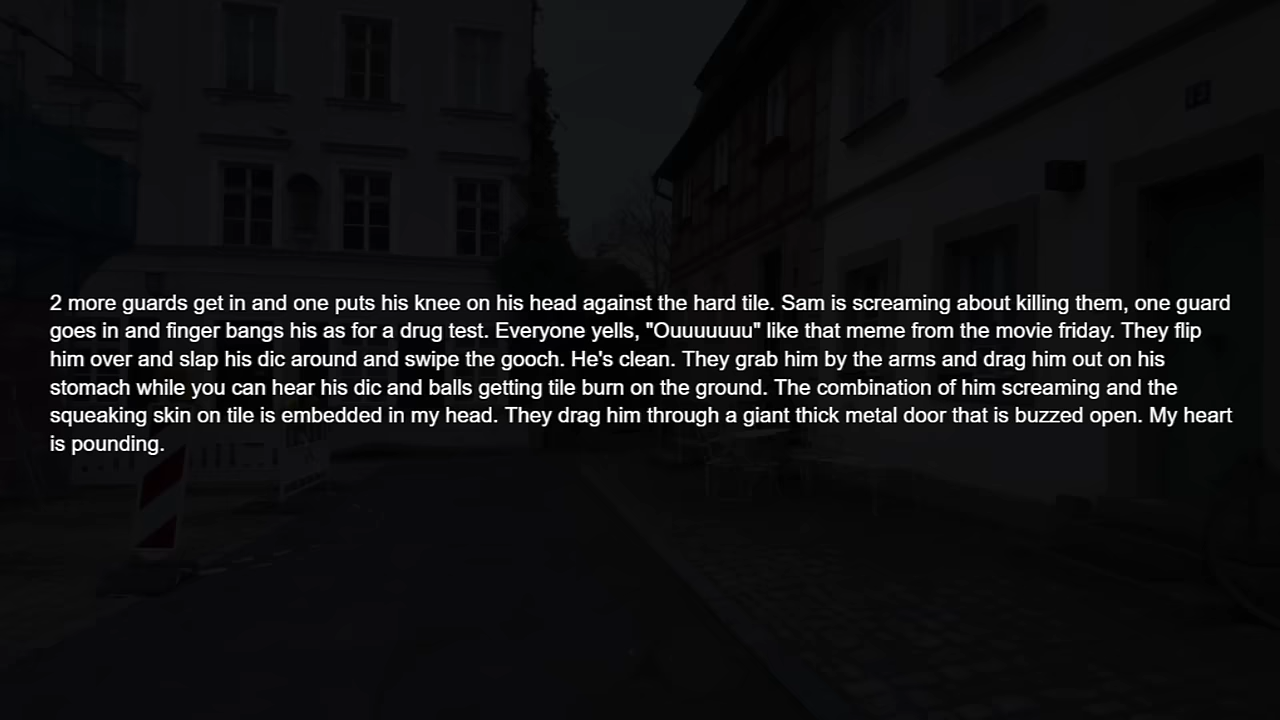 2 more guards get in and one puts his knee on his head against the hard tile. Sam is screaming about killing them, one guard
goes in and finger bangs his as for a drug test. Everyone yells, "Ouuuuuuu" like that meme from the movie friday. They flip
him over and slap his dic around and swipe the gooch. He's clean. They grab him by the arms and drag him out on his
stomach while you can hear his dic and balls getting tile burn on the ground. The combination of him screaming and the
squeaking skin on tile is embedded in my head. They drag him through a giant thick metal door that is buzzed open. My heart
is pounding.